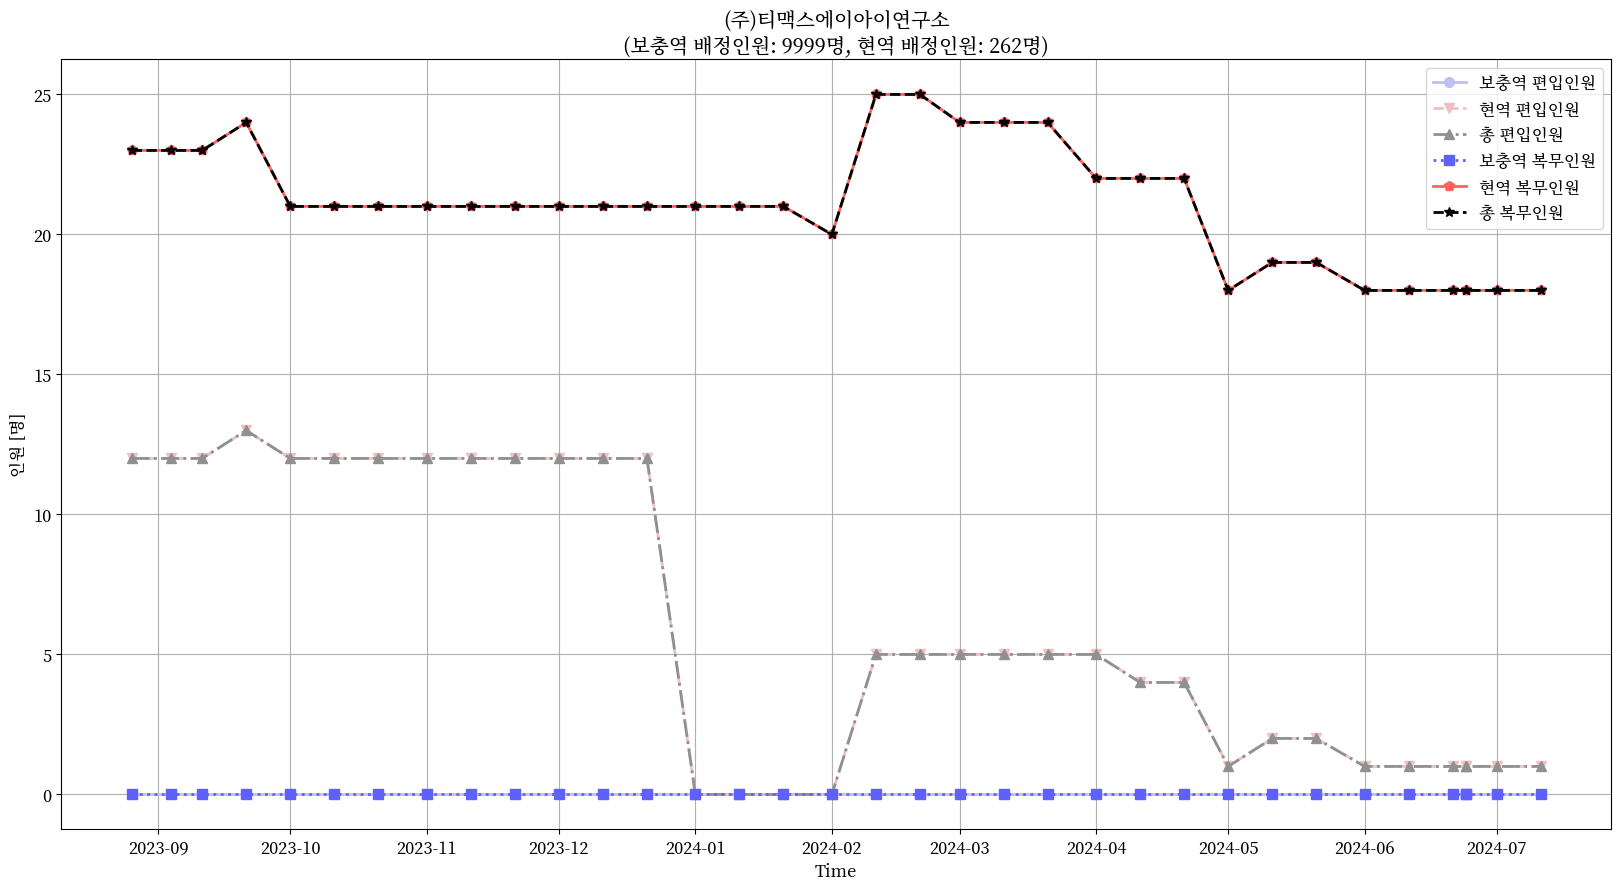 (주)티맥스에이아이연구소
(보충역 배정인원: 9999명, 현역 배정인원: 262명)
보충역 편입인원
현역 편입인원
총 편입인원
보충역 복무인원
현역 복무인원
총 복무인원
인원 [명]
25
20
15
10
5
0
2023-09 2023-10 2023-11 2023-12 2024-01 2024-02 2024-03 2024-04 2024-05 2024-06 2024-07
Time